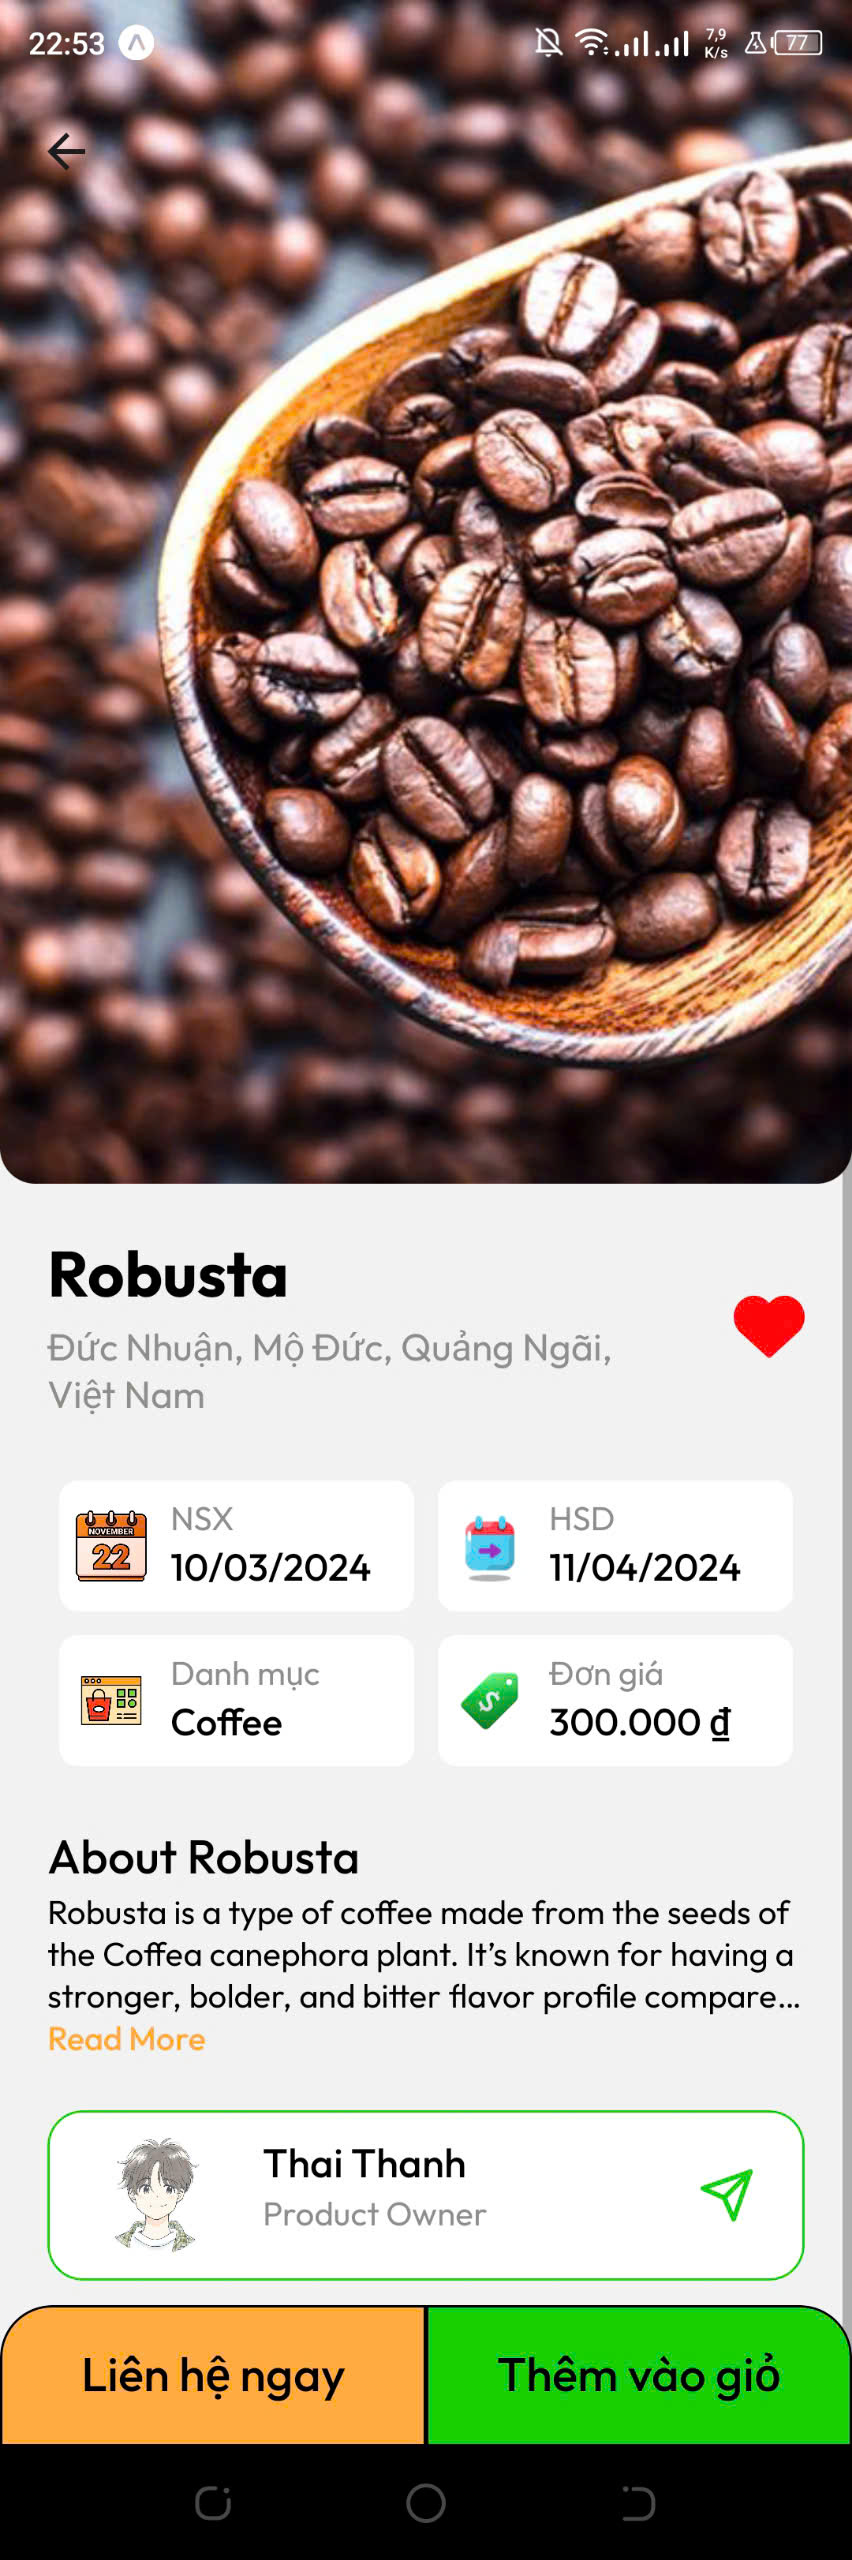 22:53
7,9
K/s
77
Robusta
Đức Nhuận, Mộ Đức, Quảng Ngãi,
Việt Nam
NOVEMBER
22
NSX
10/03/2024
HSD
11/04/2024
Danh mục
Coffee
$
Đơn giá
300.000 ₫
About Robusta
Robusta is a type of coffee made from the seeds of
the Coffea canephora plant. It’s known for having a
stronger, bolder, and bitter flavor profile compare...
Read More
Thai Thanh
Product Owner
Liên hệ ngay
Thêm vào giỏ